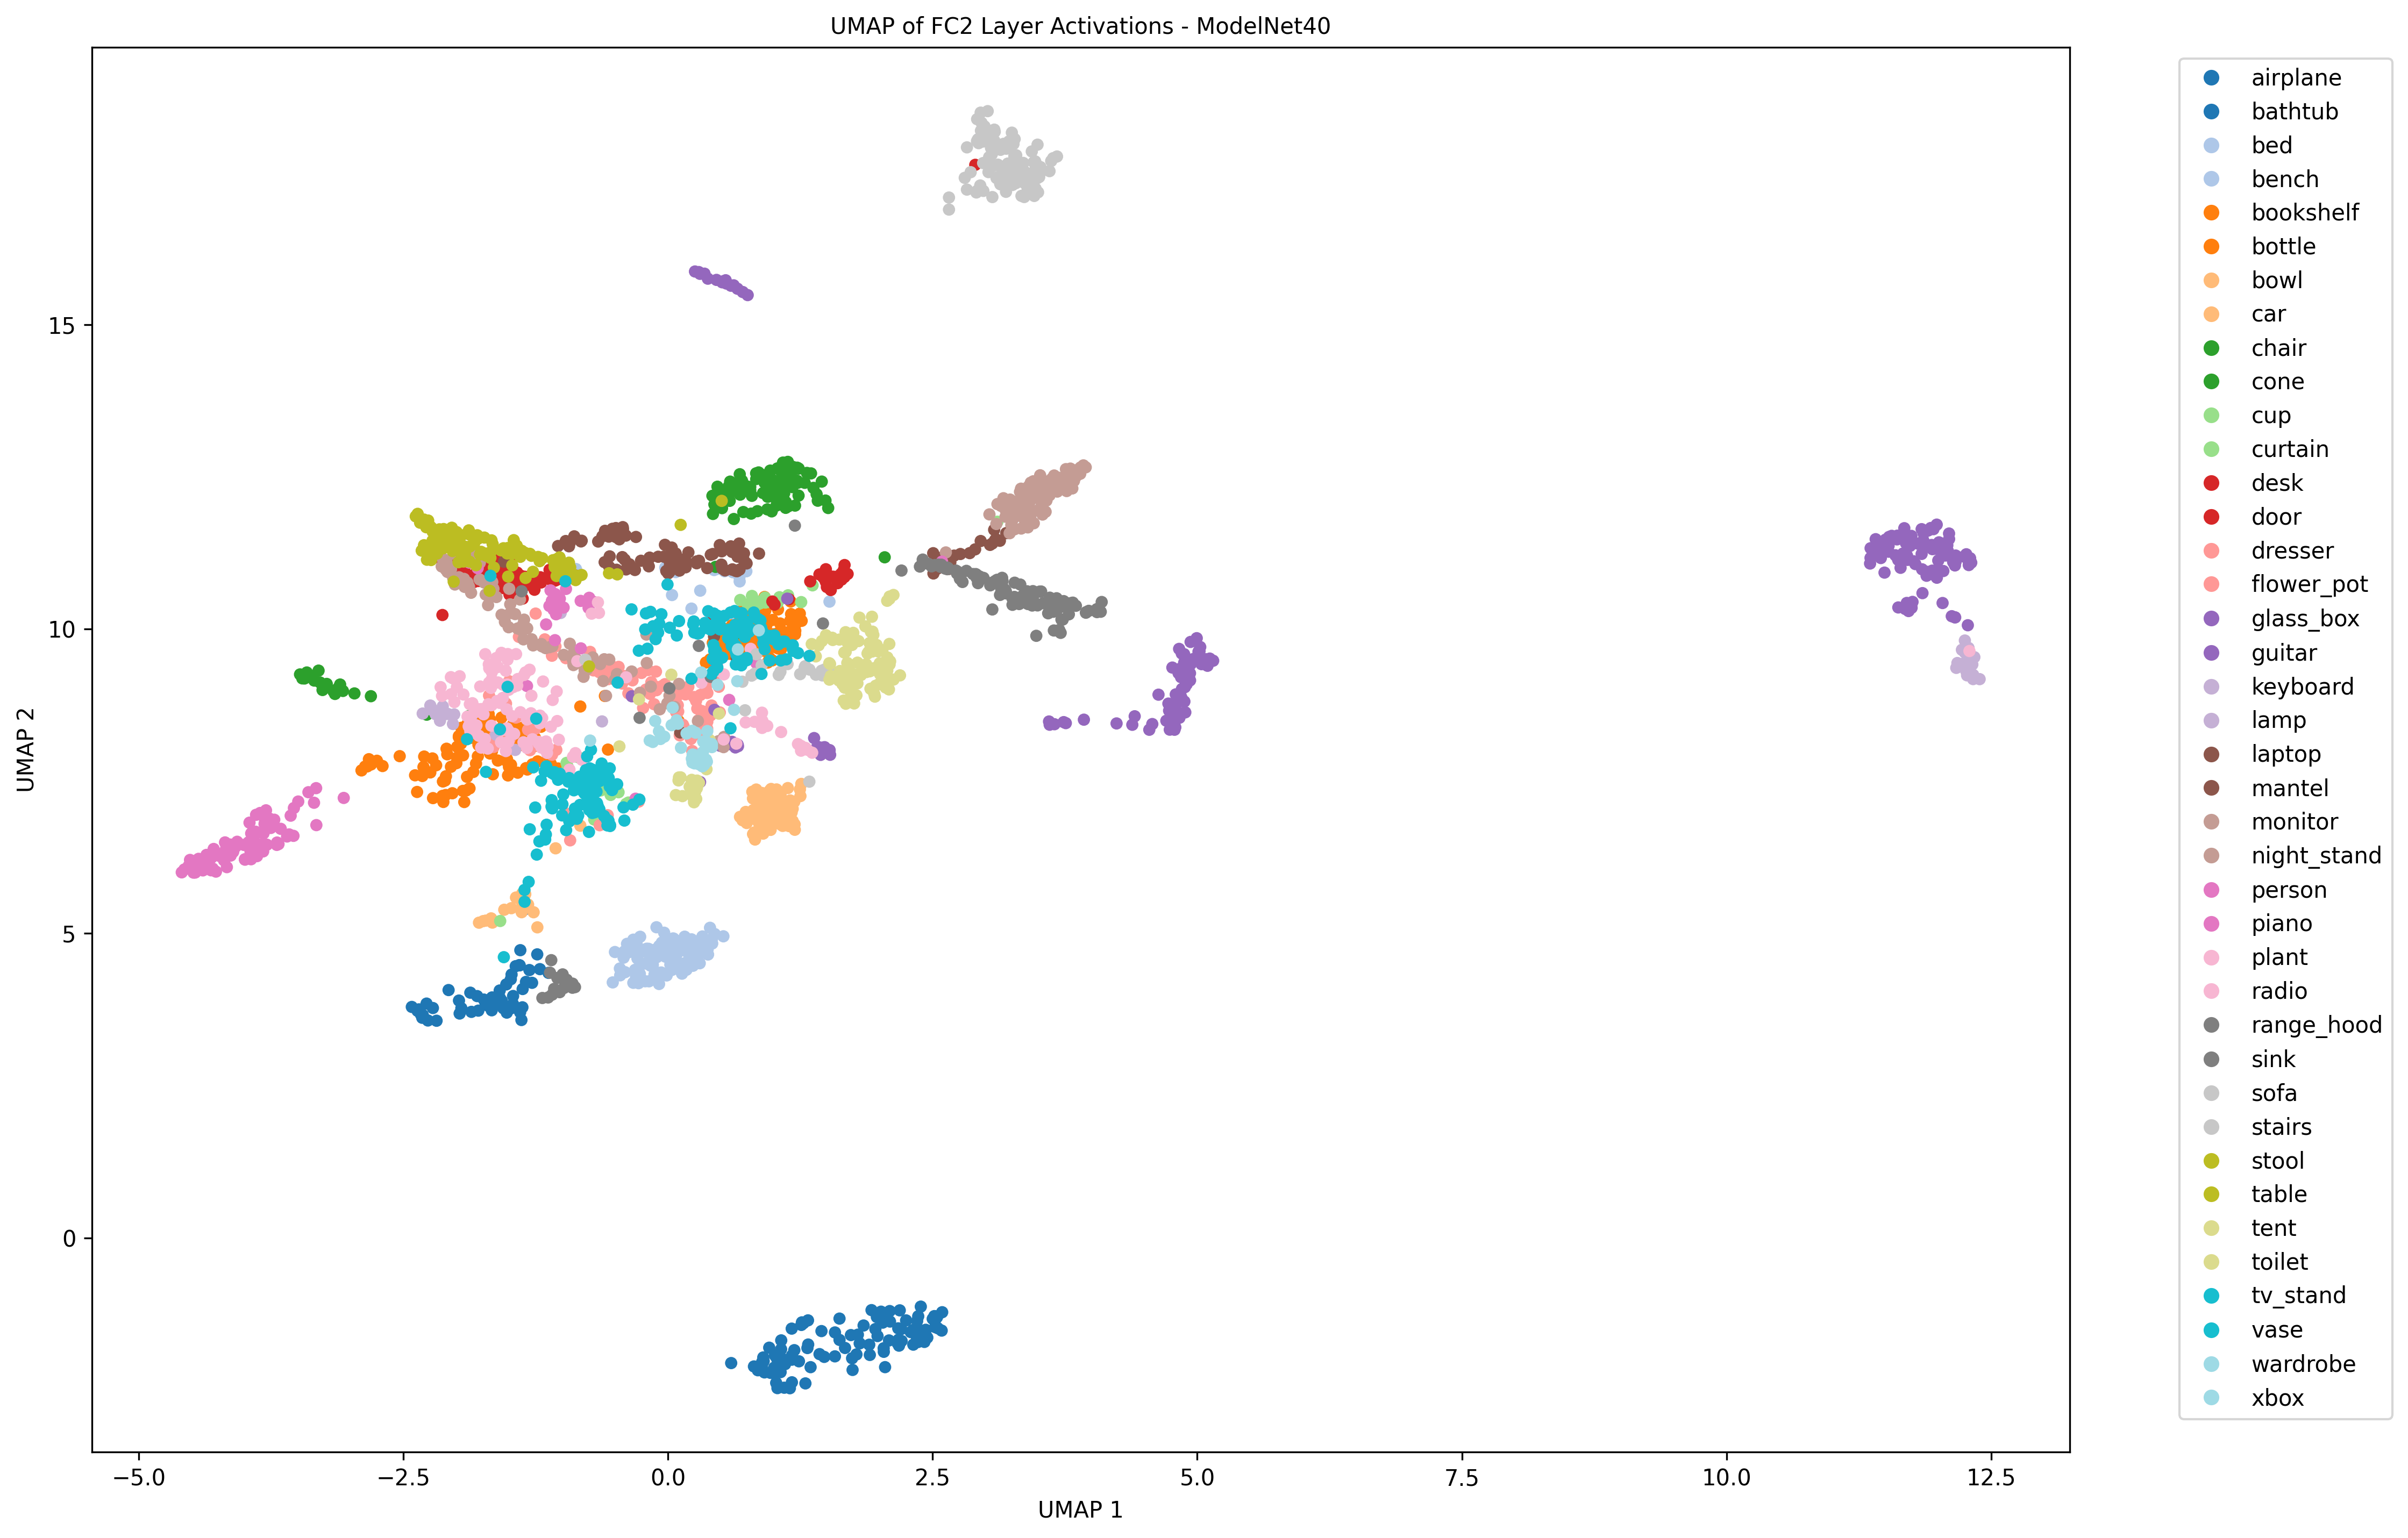 UMAP of FC2 Layer Activations - ModelNet40
UMAP 2
15
10
5
0
−5.0
−2.5
0.0
2.5
5.0
7.5
10.0
12.5
UMAP 1
airplane
bathtub
bed
bench
bookshelf
bottle
bowl
car
chair
cone
cup
curtain
desk
door
dresser
flower_pot
glass_box
guitar
keyboard
lamp
laptop
mantel
monitor
night_stand
person
piano
plant
radio
range_hood
sink
sofa
stairs
stool
table
tent
toilet
tv_stand
vase
wardrobe
xbox